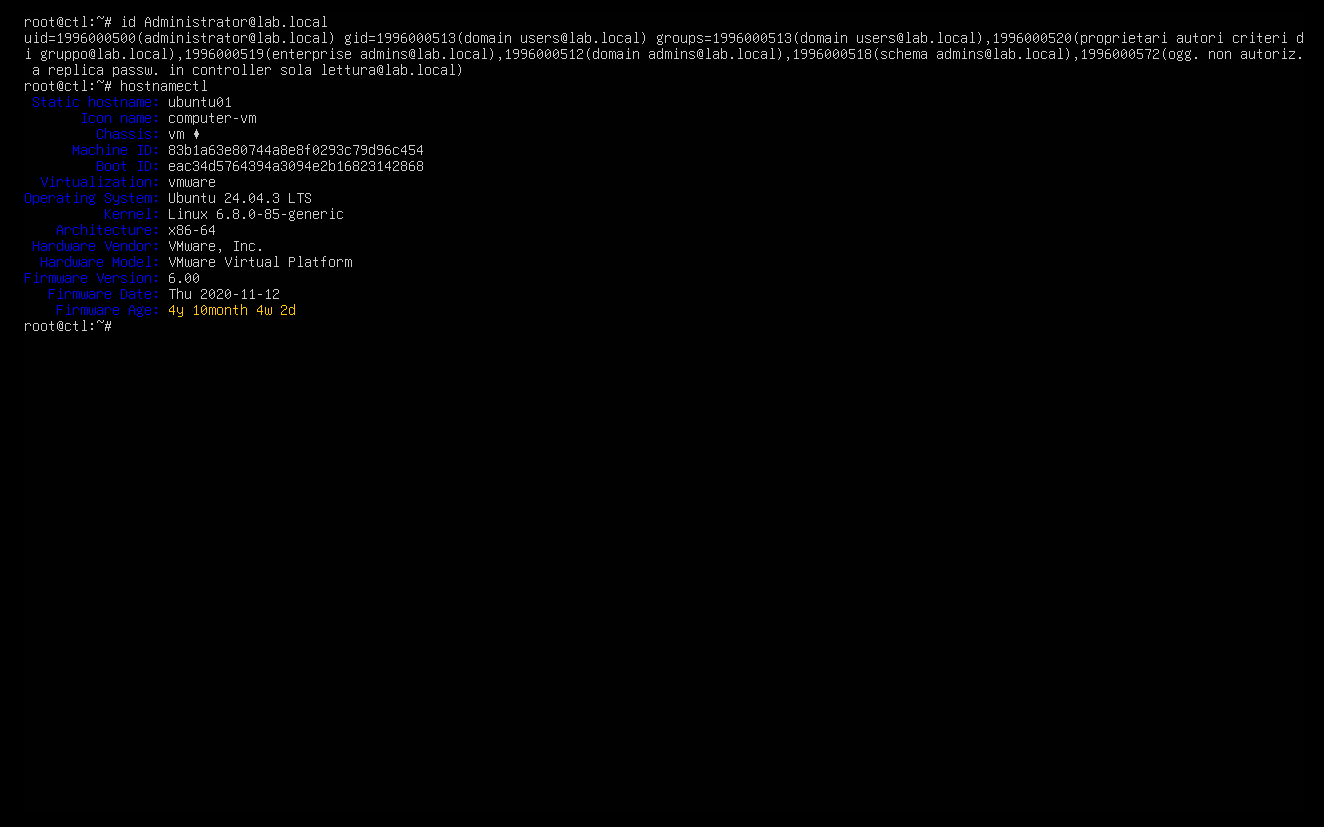 root@ctl:~# id Administrator@lab.local
uid=1996000500(administrator@lab.local) gid=1996000513(domain users@lab.local) groups=1996000513(domain users@lab.local),1996000520(proprietari autori criteri d
i gruppo@lab.local),1996000519(enterprise admins@lab.local),1996000512(domain admins@lab.local),1996000518(schema admins@lab.local),1996000572(ogg. non autoriz.
 a replica passw. in controller sola lettura@lab.local)
root@ctl:~# hostnamectl
 Static hostname: ubuntu01
       Icon name: computer-vm
         Chassis: vm ♦
      Machine ID: 83b1a63e80744a8e8f0293c79d96c454
         Boot ID: eac34d5764394a3094e2b16823142868
  Virtualization: vmware
Operating System: Ubuntu 24.04.3 LTS
          Kernel: Linux 6.8.0-85-generic
    Architecture: x86-64
 Hardware Vendor: VMware, Inc.
  Hardware Model: VMware Virtual Platform
Firmware Version: 6.00
   Firmware Date: Thu 2020-11-12
    Firmware Age: 4y 10month 4w 2d
root@ctl:~#